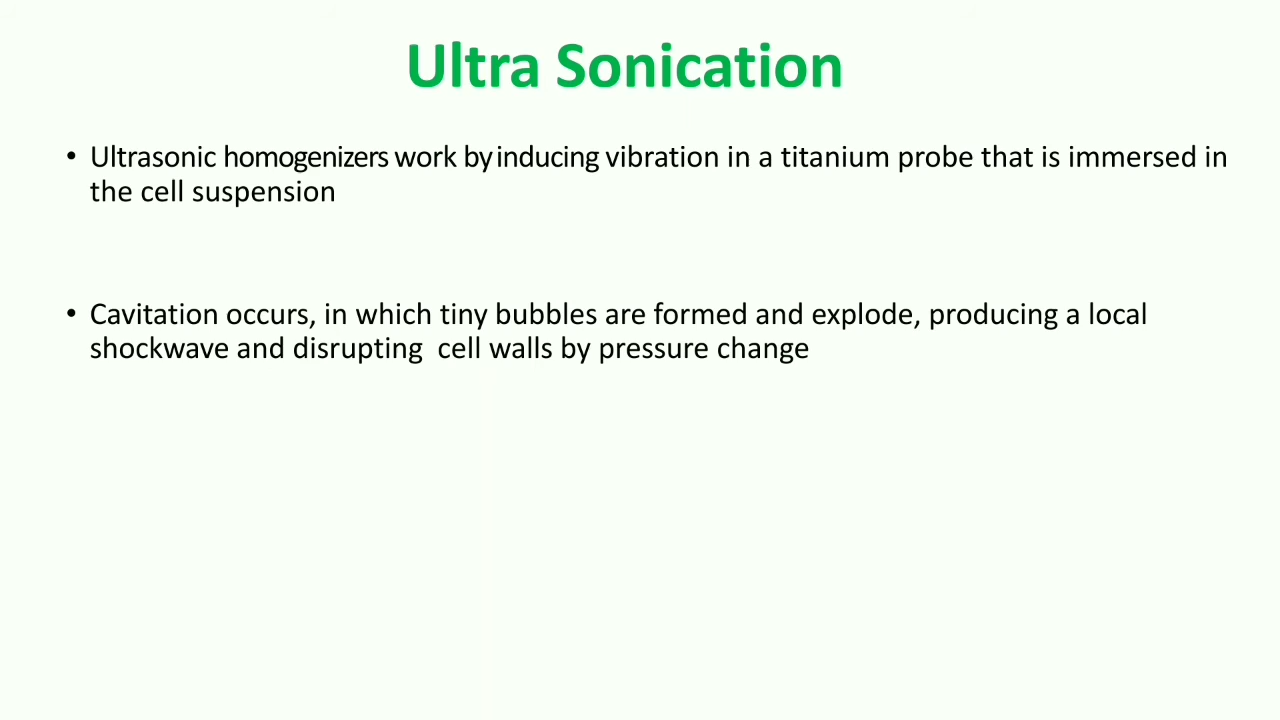 Ultra Sonication
• Ultrasonic homogenizers work by inducing vibration in a titanium probe that is immersed in
the cell suspension
• Cavitation occurs, in which tiny bubbles are formed and explode, producing a local
shockwave and disrupting cell walls by pressure change